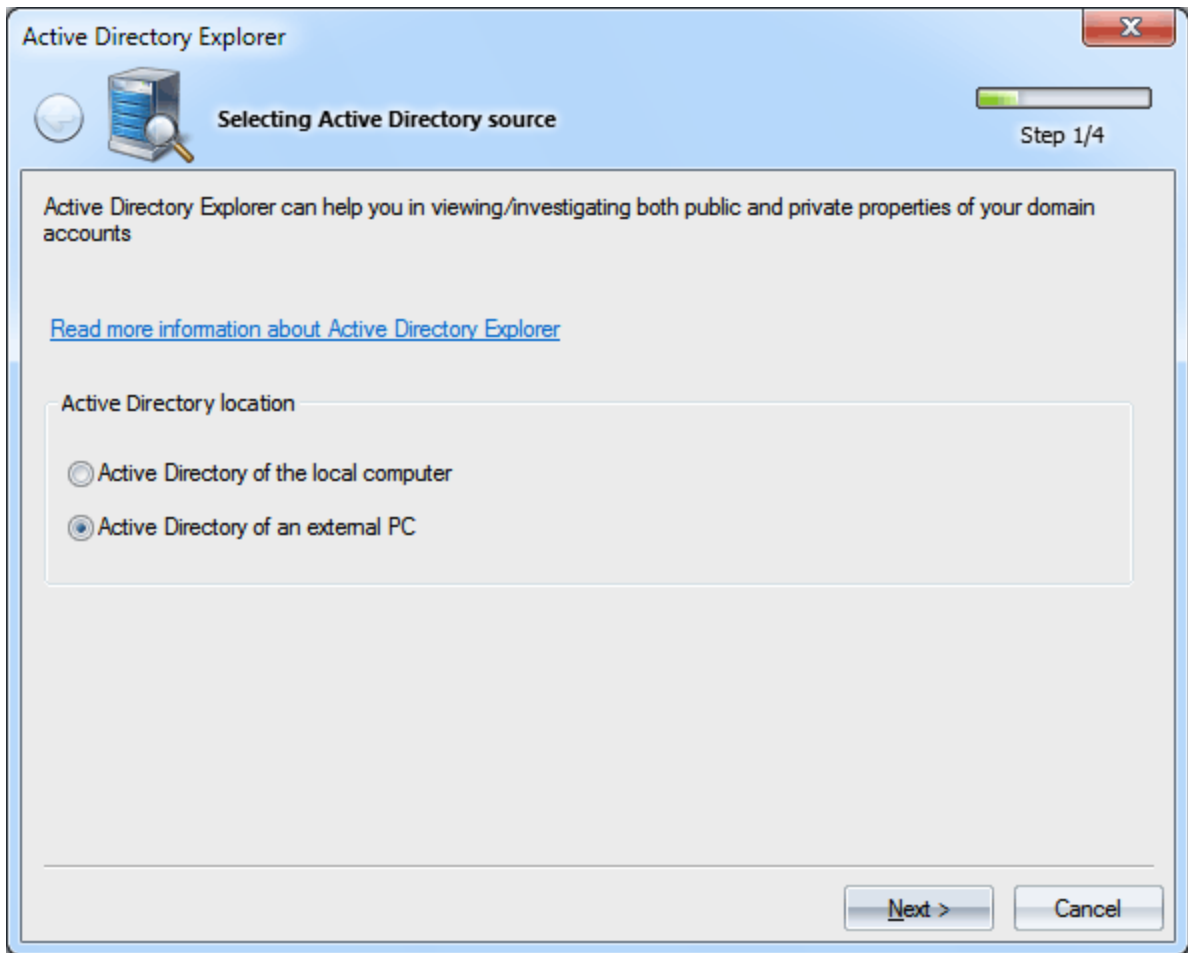 Active Directory Explorer
Selecting Active Directory source
Step 1/4
Active Directory Explorer can help you in viewing/investigating both public and private properties of your domain
accounts
Read more information about Active Directory Explorer
Active Directory location
Active Directory of the local computer
Active Directory of an external PC
Next >
Cancel